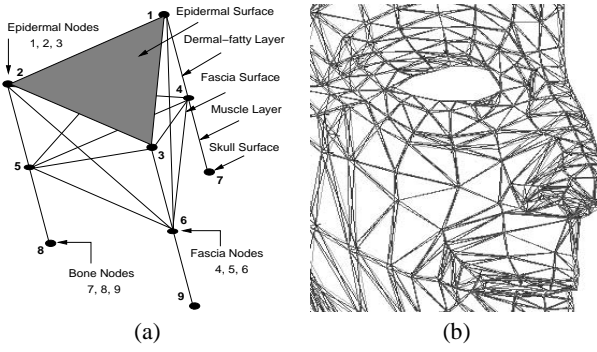 1
Epidermal Surface
Epidermal Nodes
1, 2, 3
Dermal-fatty Layer
2
Fascia Surface
4
Muscle Layer
3
Skull Surface
5
7
6
8
Bone Nodes
7, 8, 9
Fascia Nodes
4, 5, 6
9
(a)
(b)